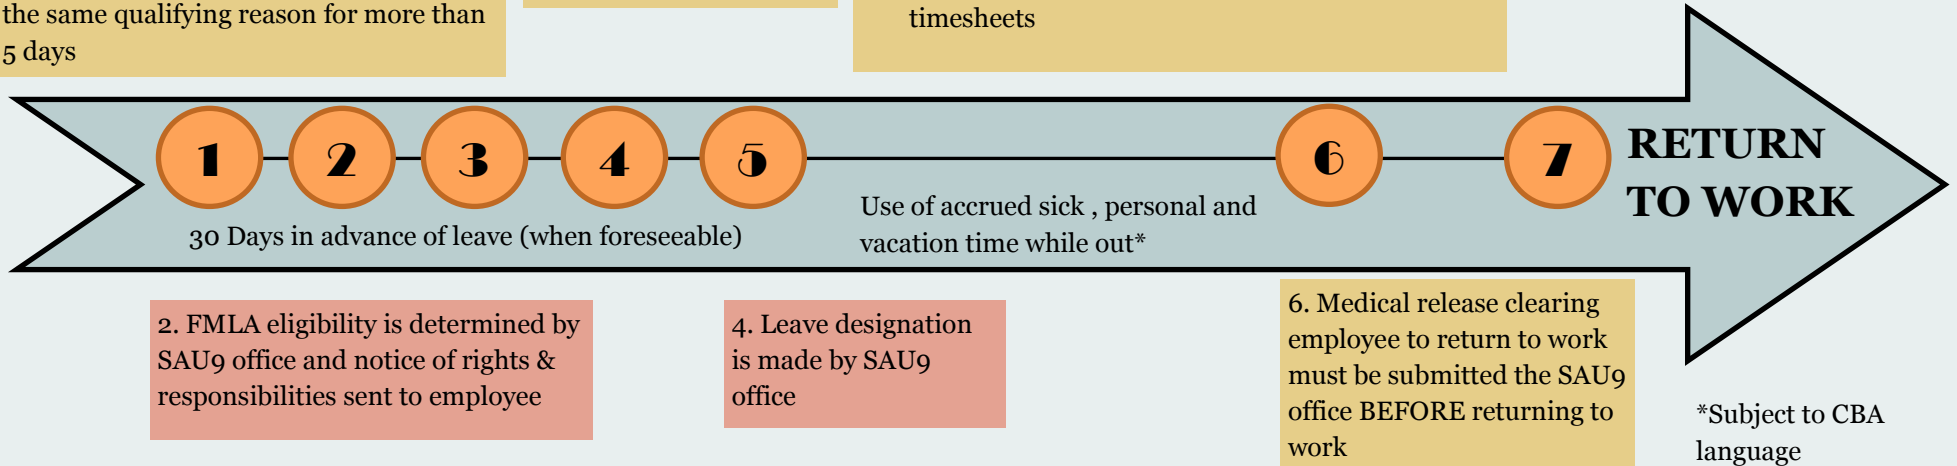 the same qualifying reason for more than
5 days
timesheets
1
2
3
4
5
6
7
RETURN
TO WORK
30 Days in advance of leave (when foreseeable)
Use of accrued sick , personal and
vacation time while out*
2. FMLA eligibility is determined by
SAU9 office and notice of rights &
responsibilities sent to employee
4. Leave designation
is made by SAU9
office
6. Medical release clearing
employee to return to work
must be submitted the SAU9
office BEFORE returning to
work
*Subject to CBA
language